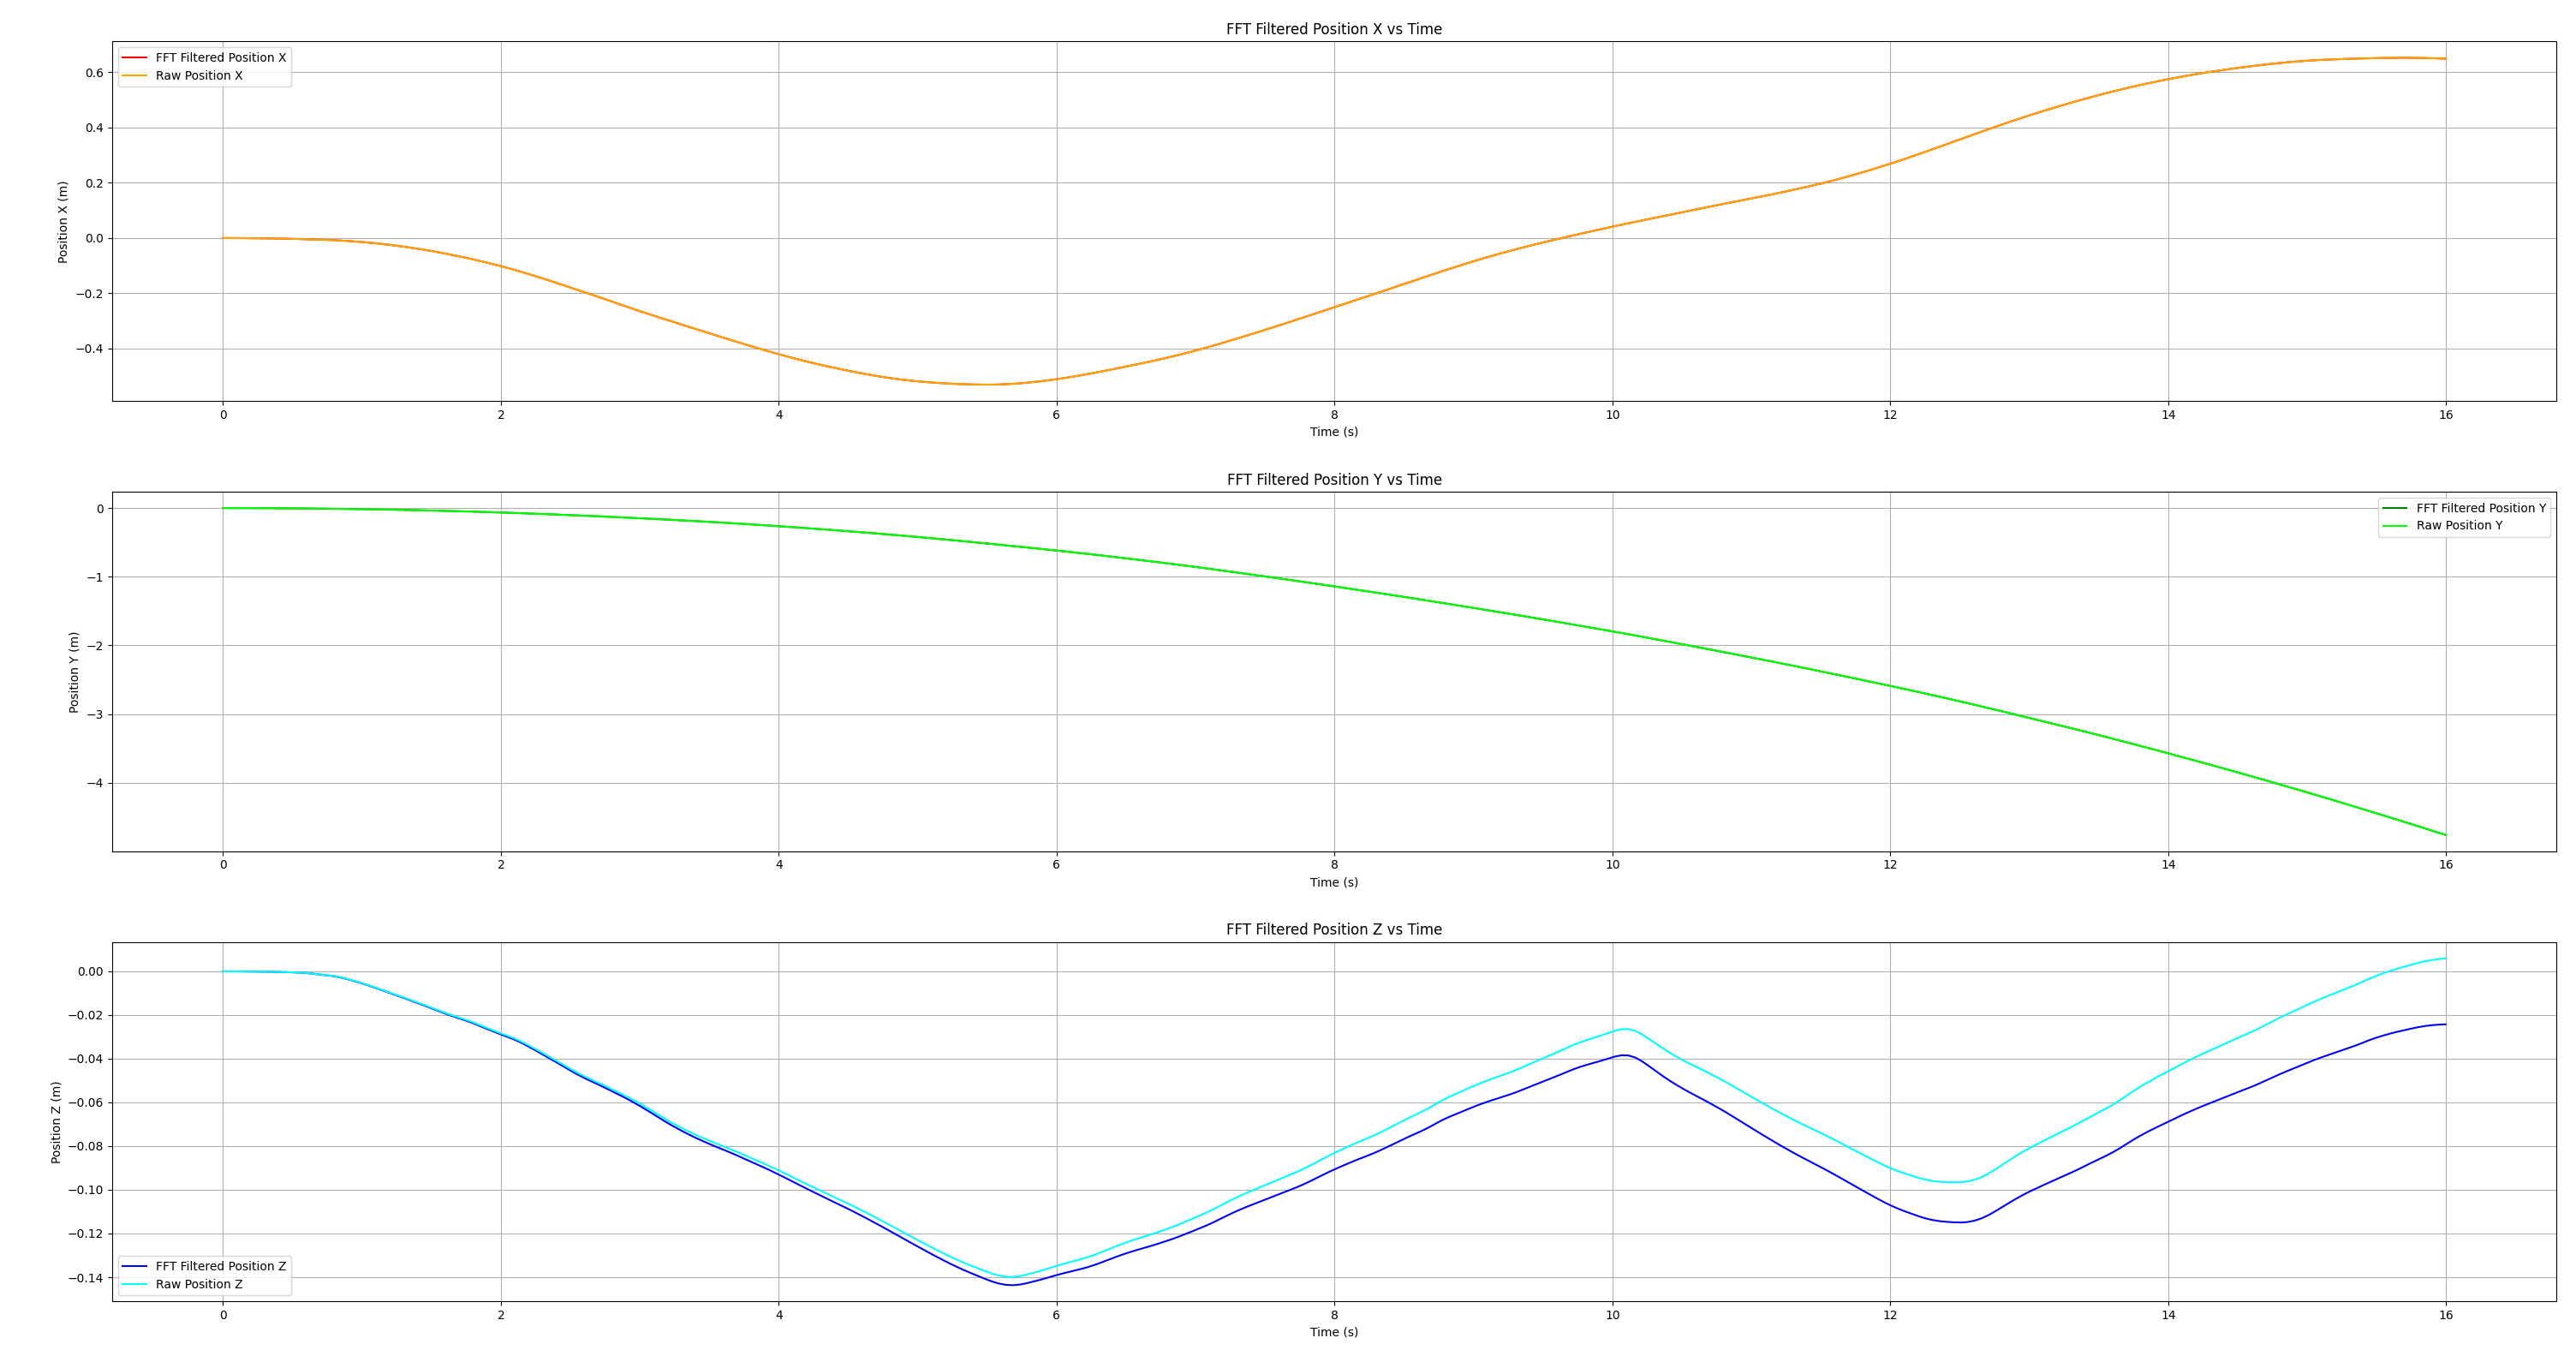 FFT Filtered Position X vs Time
FFT Filtered Position X
Raw Position X
0.6
0.4
0.2
0.0
−0.2
−0.4
Position X (m)
0 2 4 6 8 10 12 14 16
Time (s)
FFT Filtered Position Y vs Time
FFT Filtered Position Y
Raw Position Y
0
−1
−2
−3
−4
Position Y (m)
0 2 4 6 8 10 12 14 16
Time (s)
FFT Filtered Position Z vs Time
0.00
−0.02
−0.04
−0.06
−0.08
−0.10
−0.12
−0.14
Position Z (m)
FFT Filtered Position Z
Raw Position Z
0 2 4 6 8 10 12 14 16
Time (s)